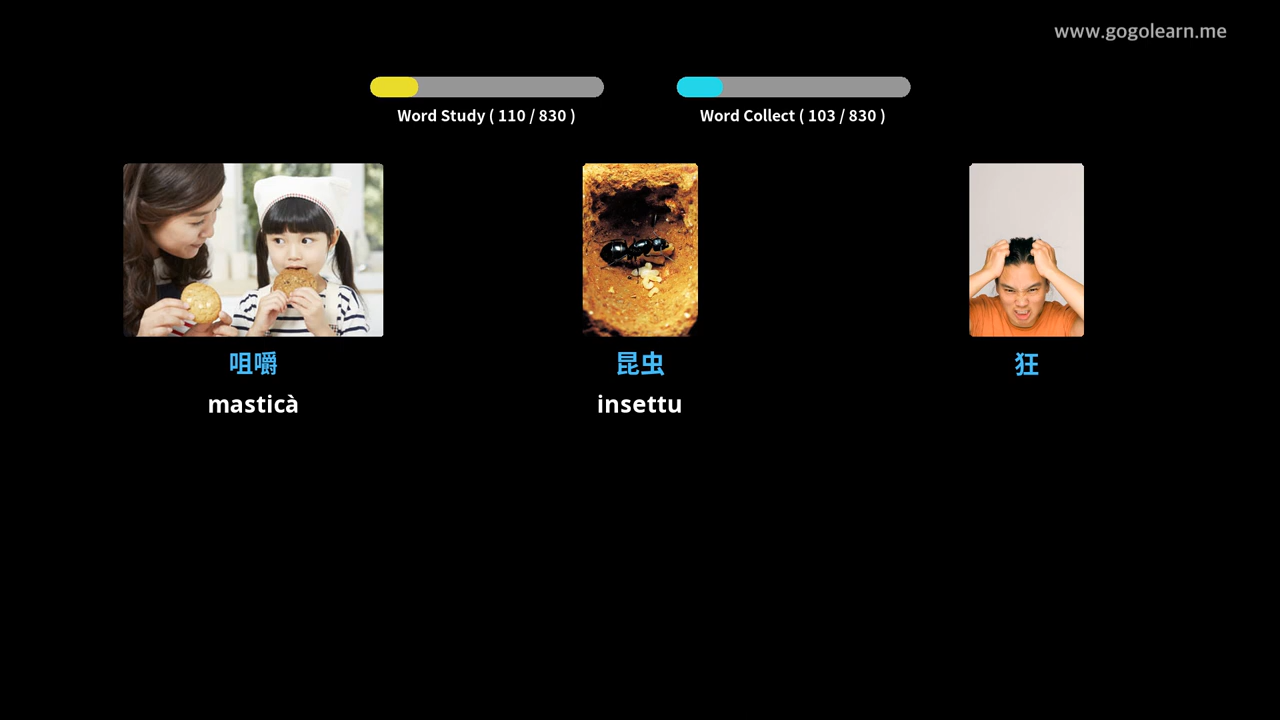 www.gogolearn.me
Word Study ( 110 / 830 )
Word Collect ( 103 / 830 )
咀嚼
masticà
昆虫
insettu
狂